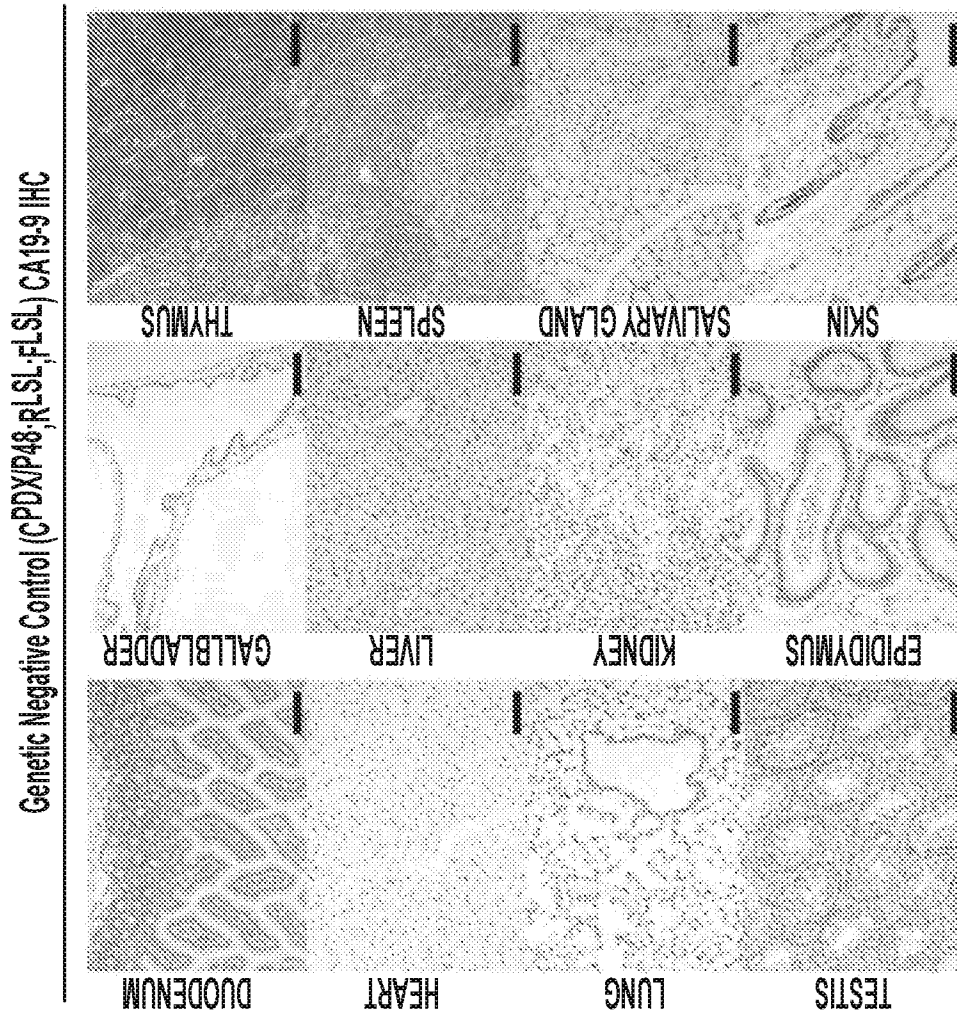 Genetic Negative Control (CPDX/P48;RLSL;FLSL) CA19-9 IHC
DUODENUM
GALLBLADDER
THYMUS
HEART
LIVER
SPLEEN
LUNG
KIDNEY
SALIVARY GLAND
TESTIS
EPIDIDYMUS
SKIN